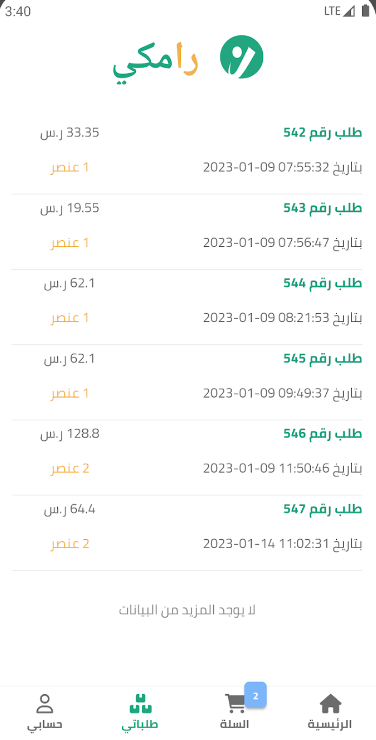 3:40 LTE
رامكي
طلب رقم 542 33.35 ر.س
بتاريخ 2023-01-09 07:55:32 1 عنصر
طلب رقم 543 19.55 ر.س
بتاريخ 2023-01-09 07:56:47 1 عنصر
طلب رقم 544 62.1 ر.س
بتاريخ 2023-01-09 08:21:53 1 عنصر
طلب رقم 545 62.1 ر.س
بتاريخ 2023-01-09 09:49:37 1 عنصر
طلب رقم 546 128.8 ر.س
بتاريخ 2023-01-09 11:50:46 2 عنصر
طلب رقم 547 64.4 ر.س
بتاريخ 2023-01-14 11:02:31 2 عنصر
لا يوجد المزيد من البيانات
2
الرئيسية السلة طلباتي حسابي